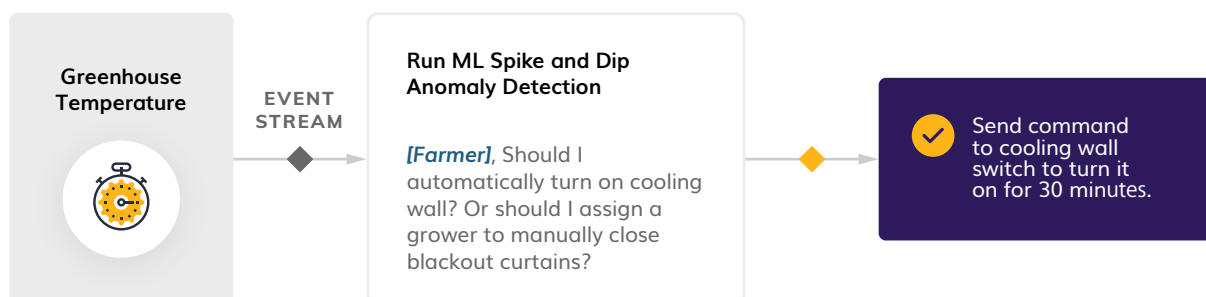 Greenhouse
Temperature
EVENT
STREAM
Run ML Spike and Dip
Anomaly Detection
[Farmer], Should I
automatically turn on cooling
wall? Or should I assign a
grower to manually close
blackout curtains?
Send command
to cooling wall
switch to turn it
on for 30 minutes.